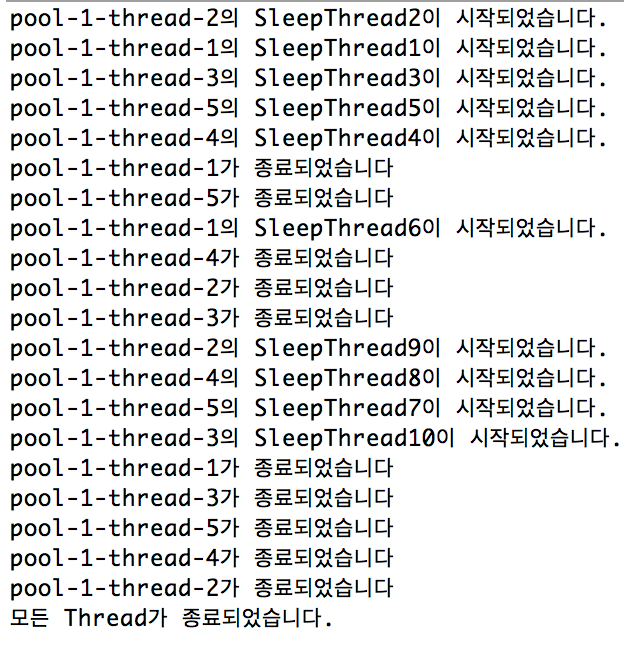 pool-1-thread-2의 SleepThread2이 시작되었습니다.
pool-1-thread-1의 SleepThread1이 시작되었습니다.
pool-1-thread-3의 SleepThread3이 시작되었습니다.
pool-1-thread-5의 SleepThread5이 시작되었습니다.
pool-1-thread-4의 SleepThread4이 시작되었습니다.
pool-1-thread-1가 종료되었습니다
pool-1-thread-5가 종료되었습니다
pool-1-thread-1의 SleepThread6이 시작되었습니다.
pool-1-thread-4가 종료되었습니다
pool-1-thread-2가 종료되었습니다
pool-1-thread-3가 종료되었습니다
pool-1-thread-2의 SleepThread9이 시작되었습니다.
pool-1-thread-4의 SleepThread8이 시작되었습니다.
pool-1-thread-5의 SleepThread7이 시작되었습니다.
pool-1-thread-3의 SleepThread10이 시작되었습니다.
pool-1-thread-1가 종료되었습니다
pool-1-thread-3가 종료되었습니다
pool-1-thread-5가 종료되었습니다
pool-1-thread-4가 종료되었습니다
pool-1-thread-2가 종료되었습니다
모든 Thread가 종료되었습니다.